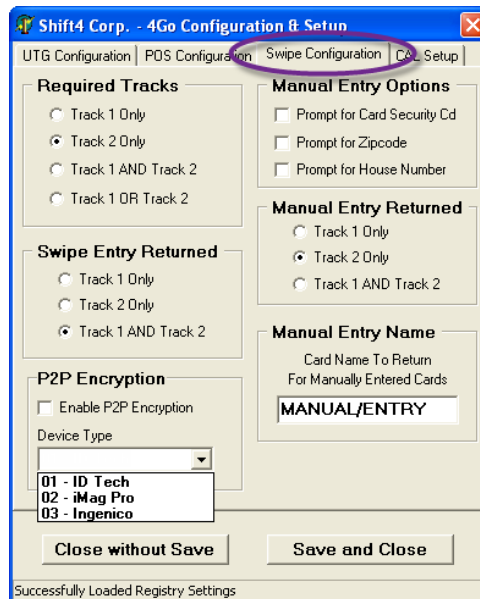 Shift4 Corp. - 4Go Configuration & Setup
UTG Configuration
POS Configuration
Swipe Configuration
CAL Setup
Required Tracks
Track 1 Only
Track 2 Only
Track 1 AND Track 2
Track 1 OR Track 2
Swipe Entry Returned
Track 1 Only
Track 2 Only
Track 1 AND Track 2
P2P Encryption
Enable P2P Encryption
Device Type
01 - ID Tech
02 - iMag Pro
03 - Ingenico
Manual Entry Options
Prompt for Card Security Cd
Prompt for Zipcode
Prompt for House Number
Manual Entry Returned
Track 1 Only
Track 2 Only
Track 1 AND Track 2
Manual Entry Name
Card Name To Return
For Manually Entered Cards
MANUAL/ENTRY
Close without Save
Save and Close
Successfully Loaded Registry Settings